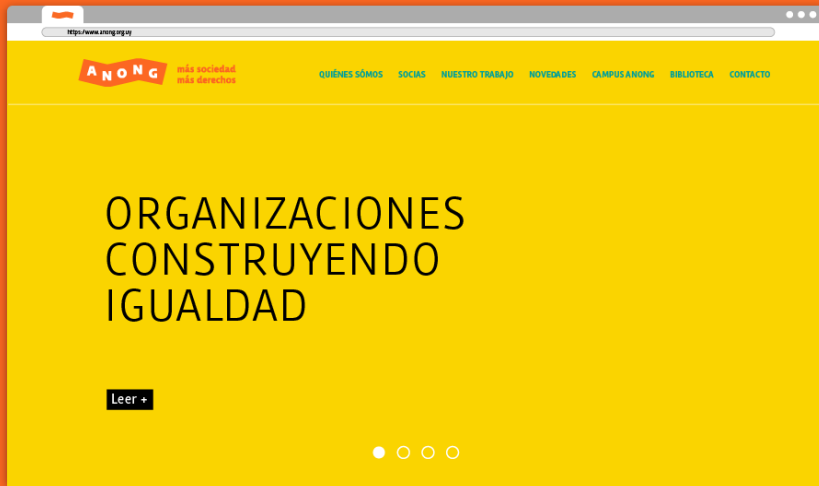 https:/www.anong.org.uy
ANONG
más sociedad
más derechos
QUIÉNES SÓMOS SOCIAS NUESTRO TRABAJO NOVEDADES CAMPUS ANONG BIBLIOTECA CONTACTO
ORGANIZACIONES
CONSTRUYENDO
IGUALDAD
Leer +